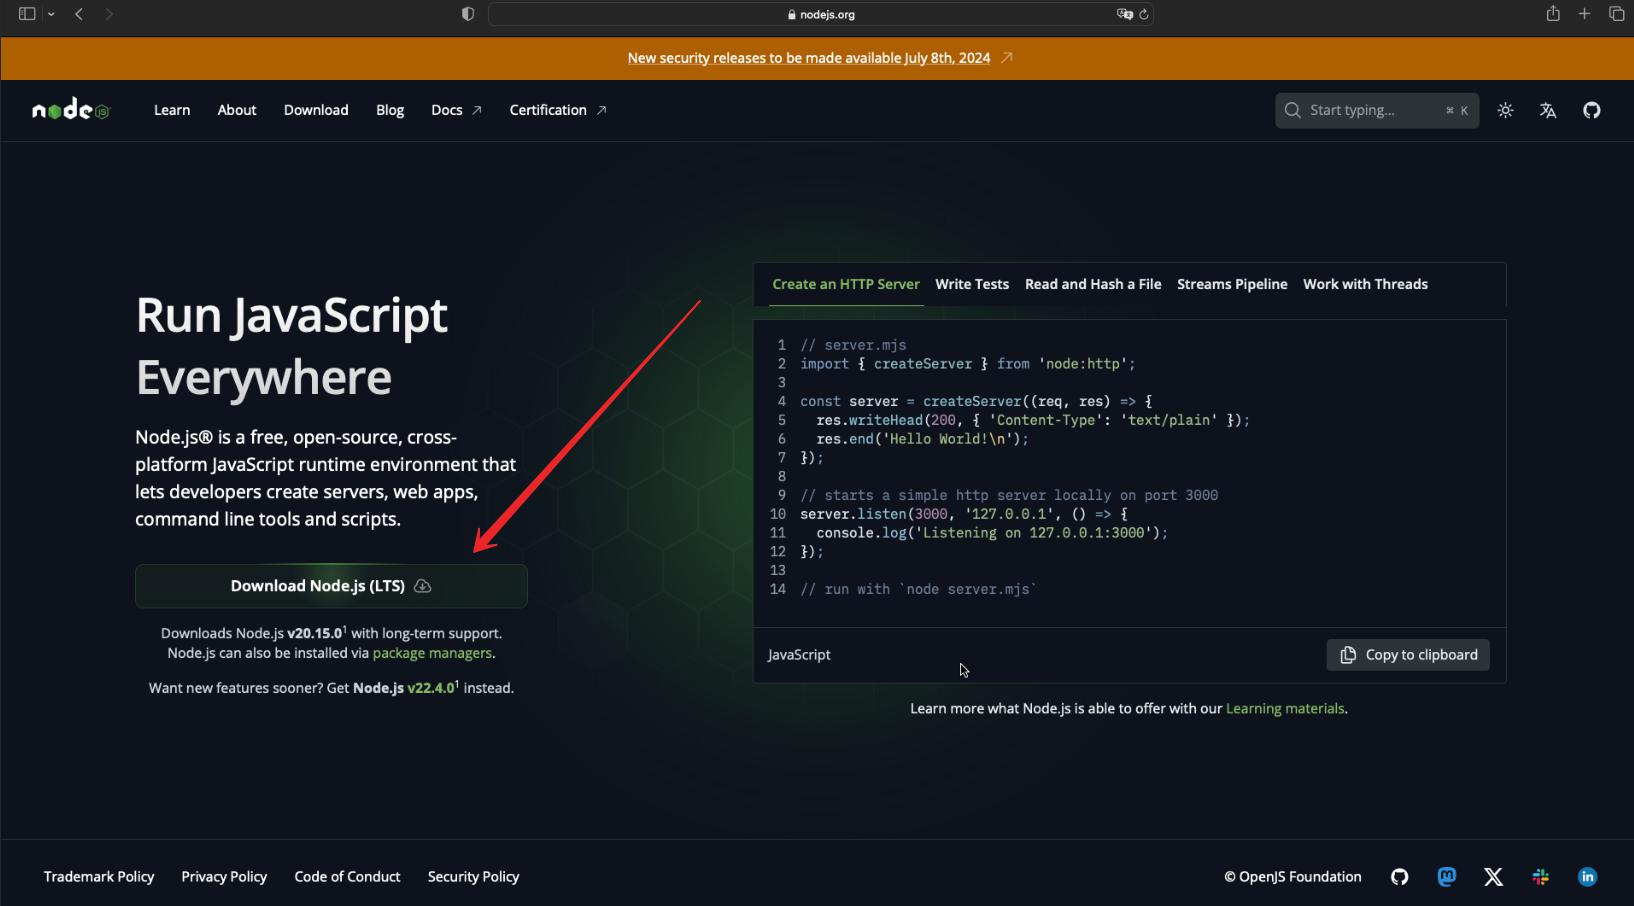 nodejs.org
New security releases to be made available July 8th, 2024 ↗
node JS
Learn
About
Download
Blog
Docs ↗
Certification ↗
Start typing...
⌘ K
Run JavaScript
Everywhere
Node.js® is a free, open-source, cross-
platform JavaScript runtime environment that
lets developers create servers, web apps,
command line tools and scripts.
Download Node.js (LTS)
Downloads Node.js v20.15.0¹ with long-term support.
Node.js can also be installed via package managers.
Want new features sooner? Get Node.js v22.4.0¹ instead.
Create an HTTP Server
Write Tests
Read and Hash a File
Streams Pipeline
Work with Threads
1 // server.mjs
2 import { createServer } from 'node:http';
3
4 const server = createServer((req, res) => {
5   res.writeHead(200, { 'Content-Type': 'text/plain' });
6   res.end('Hello World!\n');
7 });
8
9 // starts a simple http server locally on port 3000
10 server.listen(3000, '127.0.0.1', () => {
11   console.log('Listening on 127.0.0.1:3000');
12 });
13
14 // run with `node server.mjs`
JavaScript
Copy to clipboard
Learn more what Node.js is able to offer with our Learning materials.
Trademark Policy
Privacy Policy
Code of Conduct
Security Policy
© OpenJS Foundation
in